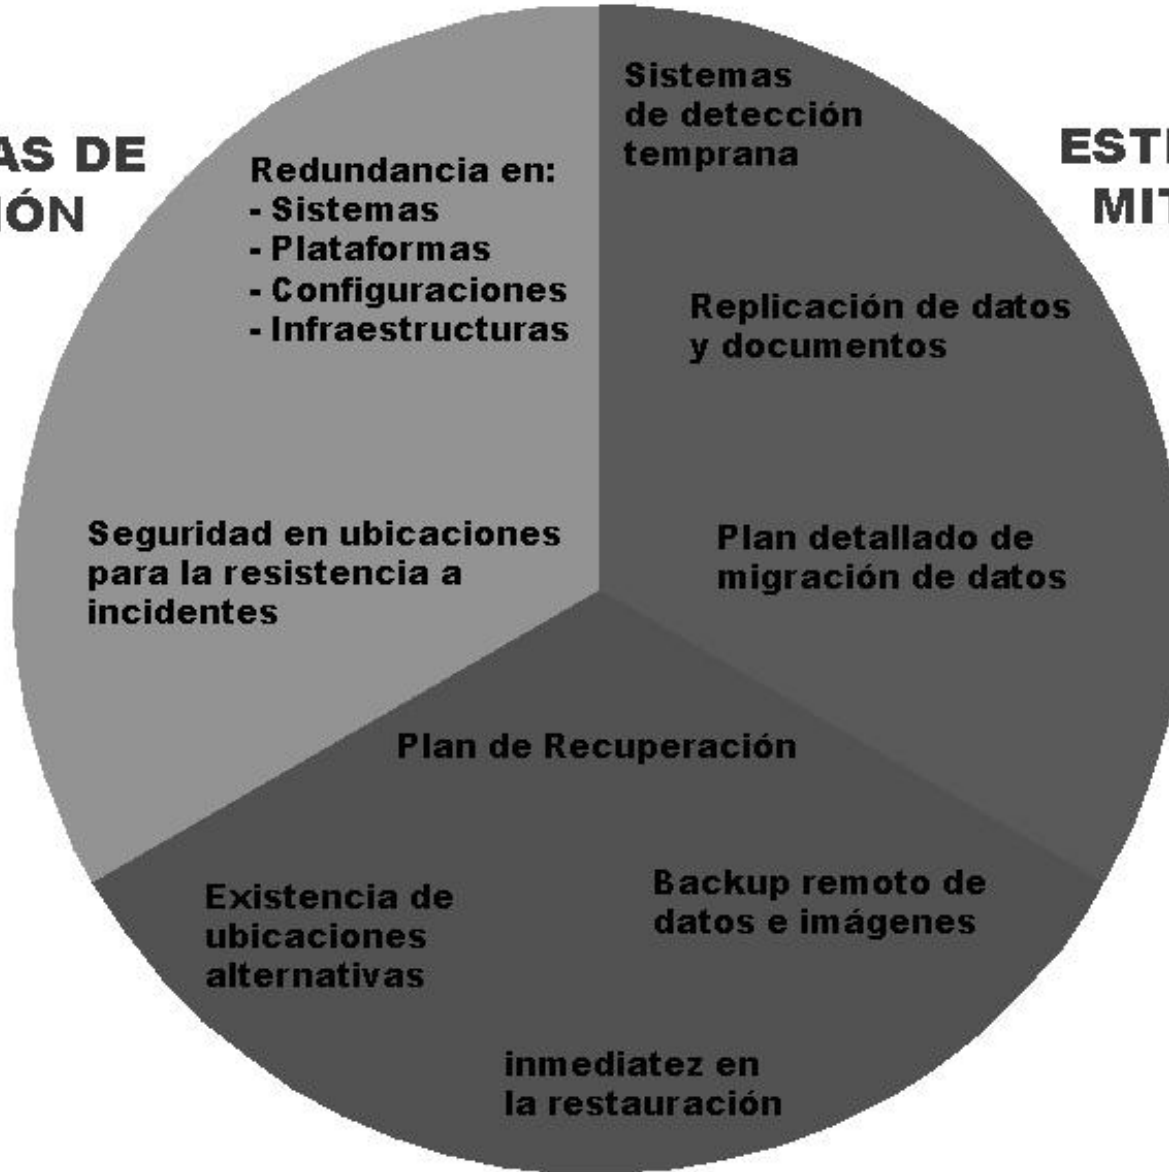 AS DE
IÓN
Redundancia en:
- Sistemas
- Plataformas
- Configuraciones
- Infraestructuras
Seguridad en ubicaciones
para la resistencia a
incidentes
Sistemas
de detección
temprana
EST
MIT
Replicación de datos
y documentos
Plan detallado de
migración de datos
Plan de Recuperación
Existencia de
ubicaciones
alternativas
Backup remoto de
datos e imágenes
inmediatez en
la restauración